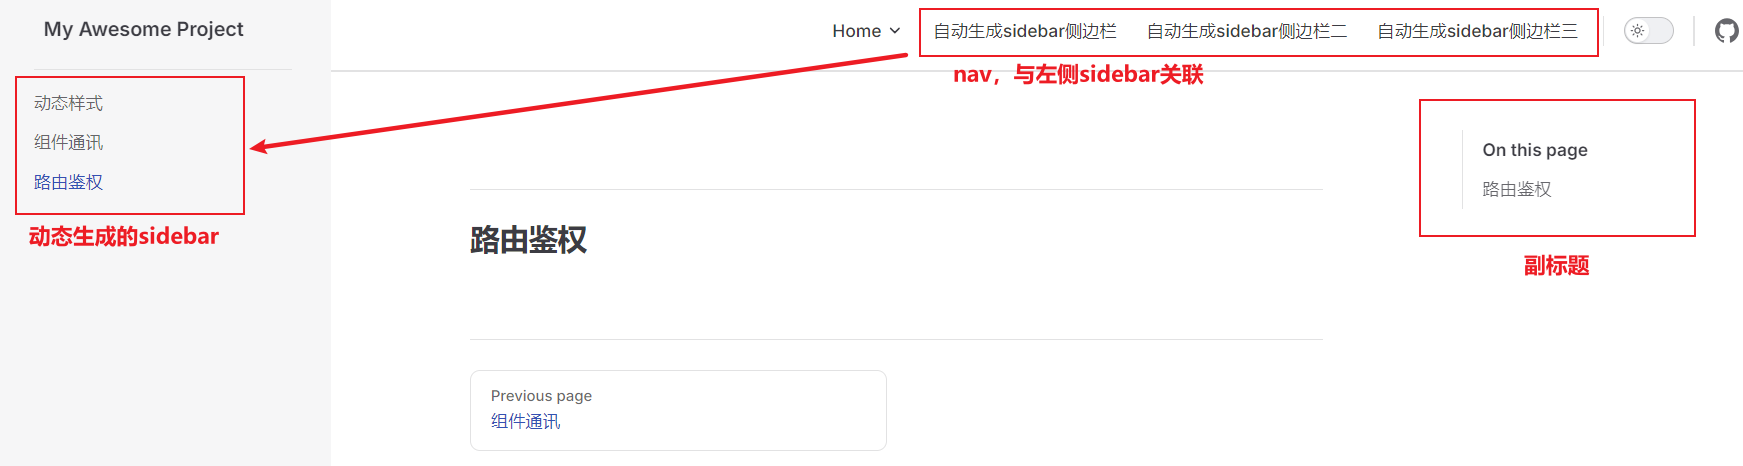 My Awesome Project
Home 自动生成sidebar侧边栏 自动生成sidebar侧边栏二 自动生成sidebar侧边栏三
nav，与左侧sidebar关联
动态样式
组件通讯
路由鉴权
动态生成的sidebar
On this page
路由鉴权
副标题
路由鉴权
Previous page
组件通讯